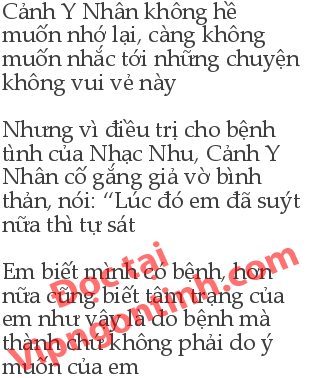 Cảnh Y Nhân không hề
muốn nhớ lại, càng không
muốn nhắc tới những chuyện
không vui vẻ này
Nhưng vì điều trị cho bệnh
tình của Nhạc Nhu, Cảnh Y
Nhân cố gắng giả vờ bình
thản, nói: “Lúc đó em đã suýt
nữa thì tự sát
Em biết mình có bệnh, hơn
nữa cũng biết tâm trạng của
em như vậy là do bệnh mà
thành chứ không phải do ý
muốn của em
Đọc tại
Vipngontinh.com